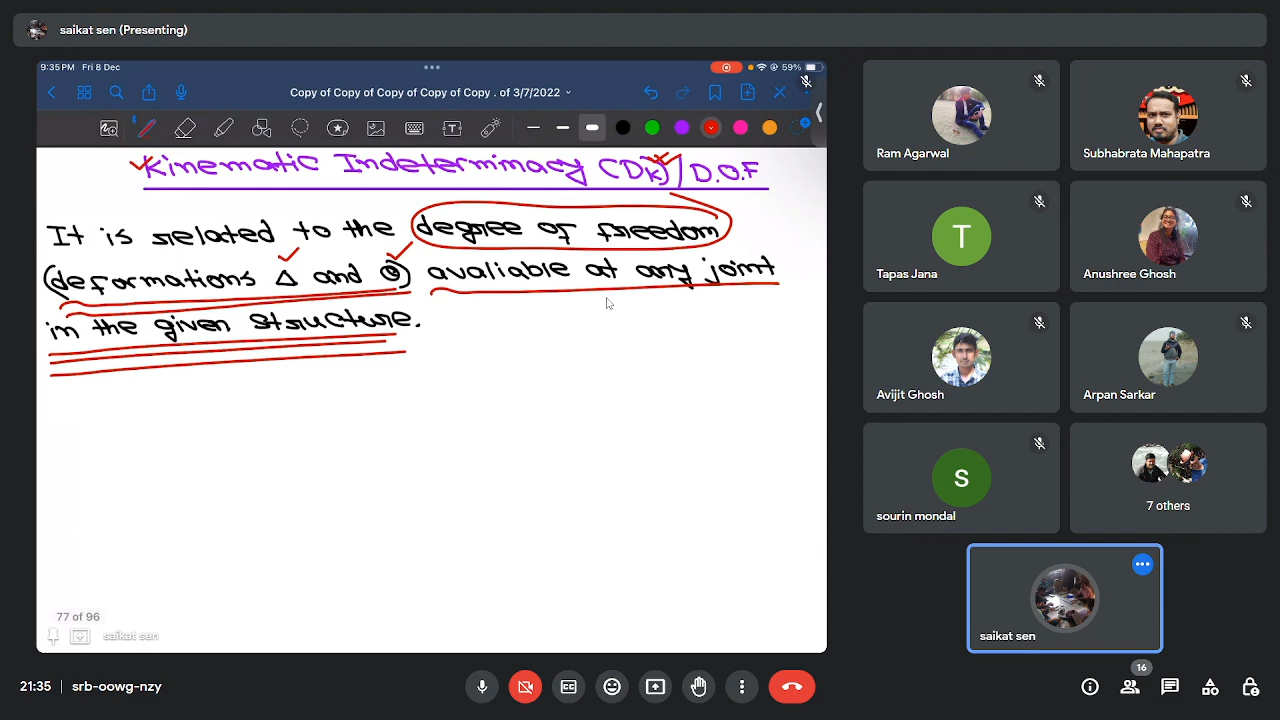 saikat sen (Presenting)
9:35 PM Fri 8 Dec
59%
Copy of Copy of Copy of Copy of Copy . of 3/7/2022
Kinematic Indeterminacy (Dk) / D.O.F
It is related to the degree of freedom
(deformations Δ and θ) avaliable at any joint
in the given structure.
77 of 96
saikat sen
Ram Agarwal
Subhabrata Mahapatra
T
Tapas Jana
Anushree Ghosh
Avijit Ghosh
Arpan Sarkar
s
sourin mondal
7 others
saikat sen
21:35 | srb-oowg-nzy
16